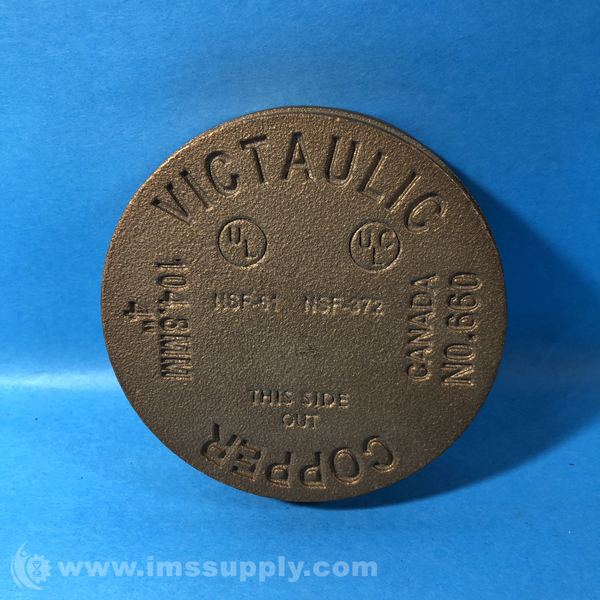 VICTAULIC
UL
ULC
NSF-61 NSF-372
4"
104.8MM
CANADA
NO. 660
THIS SIDE
OUT
COPPER
www.imssupply.com